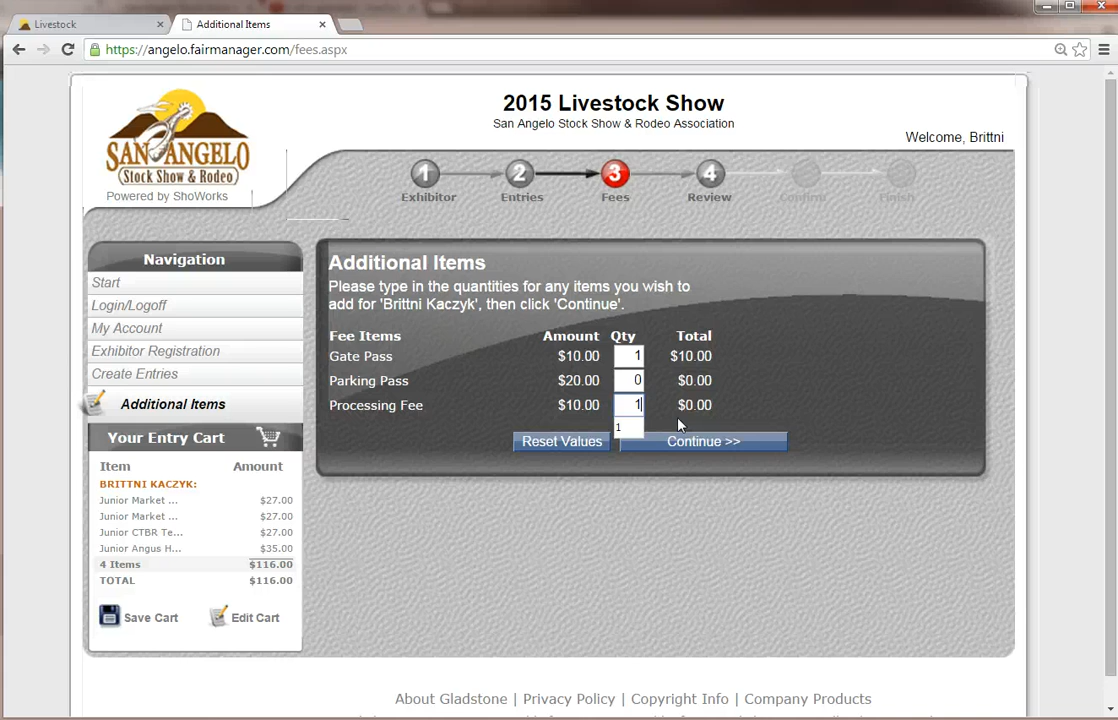 Livestock
Additional Items
https://angelo.fairmanager.com/fees.aspx
SAN ANGELO
Stock Show & Rodeo
Powered by ShoWorks
2015 Livestock Show
San Angelo Stock Show & Rodeo Association
Welcome, Brittni
1 2 3 4
Exhibitor Entries Fees Review Confirm Finish
Navigation
Start
Login/Logoff
My Account
Exhibitor Registration
Create Entries
Additional Items
Your Entry Cart
Item Amount
BRITTNI KACZYK:
Junior Market ... $27.00
Junior Market ... $27.00
Junior CTBR Te... $27.00
Junior Angus H... $35.00
4 Items $116.00
TOTAL $116.00
Save Cart Edit Cart
Additional Items
Please type in the quantities for any items you wish to
add for 'Brittni Kaczyk', then click 'Continue'.
Fee Items Amount Qty Total
Gate Pass $10.00 1 $10.00
Parking Pass $20.00 0 $0.00
Processing Fee $10.00 1 $0.00
1
Reset Values Continue >>
About Gladstone | Privacy Policy | Copyright Info | Company Products